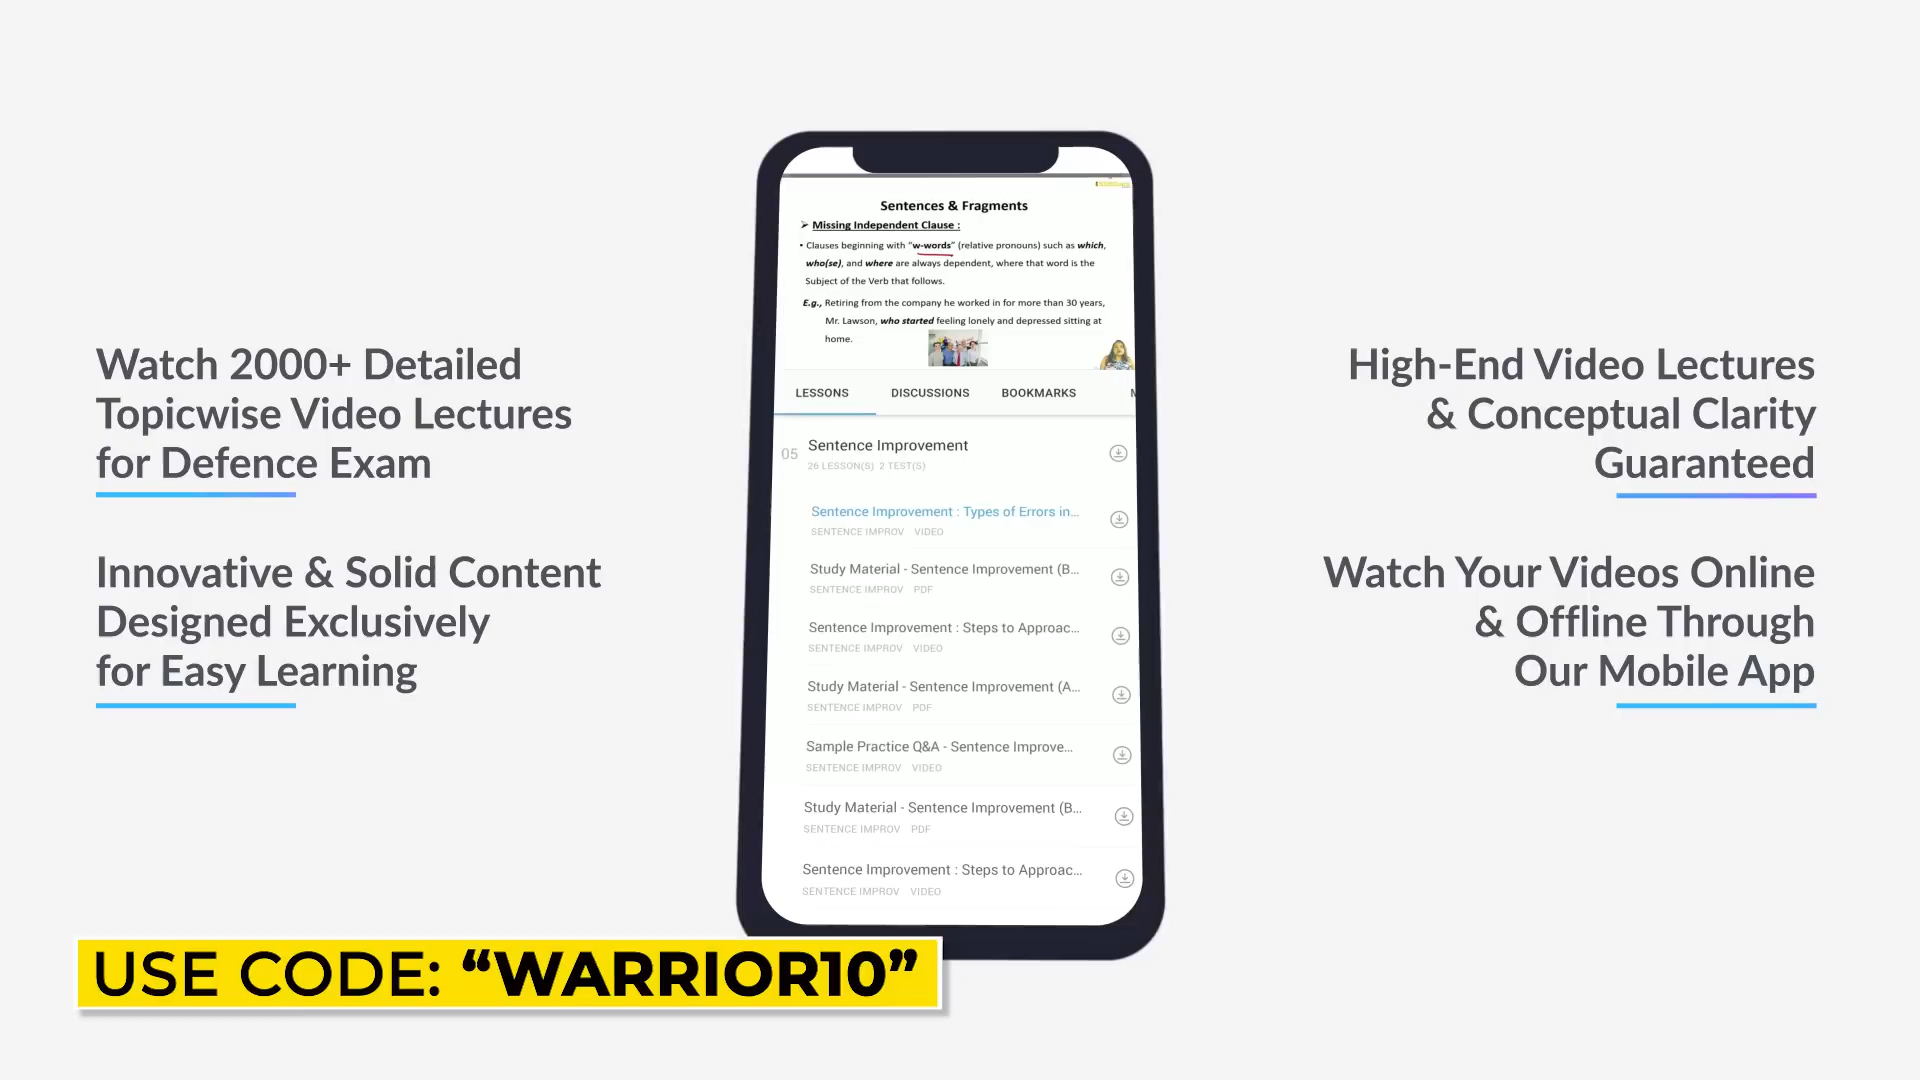 Watch 2000+ Detailed
Topicwise Video Lectures
for Defence Exam
Innovative & Solid Content
Designed Exclusively
for Easy Learning
Sentences & Fragments
➢ Missing Independent Clause :
• Clauses beginning with “w-words” (relative pronouns) such as which,
who(se), and where are always dependent, where that word is the
Subject of the Verb that follows.
E.g., Retiring from the company he worked in for more than 30 years,
Mr. Lawson, who started feeling lonely and depressed sitting at
home.
LESSONS DISCUSSIONS BOOKMARKS
05 Sentence Improvement
26 LESSON(S) 2 TEST(S)
Sentence Improvement : Types of Errors in...
SENTENCE IMPROV VIDEO
Study Material - Sentence Improvement (B...
SENTENCE IMPROV PDF
Sentence Improvement : Steps to Approac...
SENTENCE IMPROV VIDEO
Study Material - Sentence Improvement (A...
SENTENCE IMPROV PDF
Sample Practice Q&A - Sentence Improve...
SENTENCE IMPROV VIDEO
Study Material - Sentence Improvement (B...
SENTENCE IMPROV PDF
Sentence Improvement : Steps to Approac...
SENTENCE IMPROV VIDEO
High-End Video Lectures
& Conceptual Clarity
Guaranteed
Watch Your Videos Online
& Offline Through
Our Mobile App
USE CODE: “WARRIOR10”